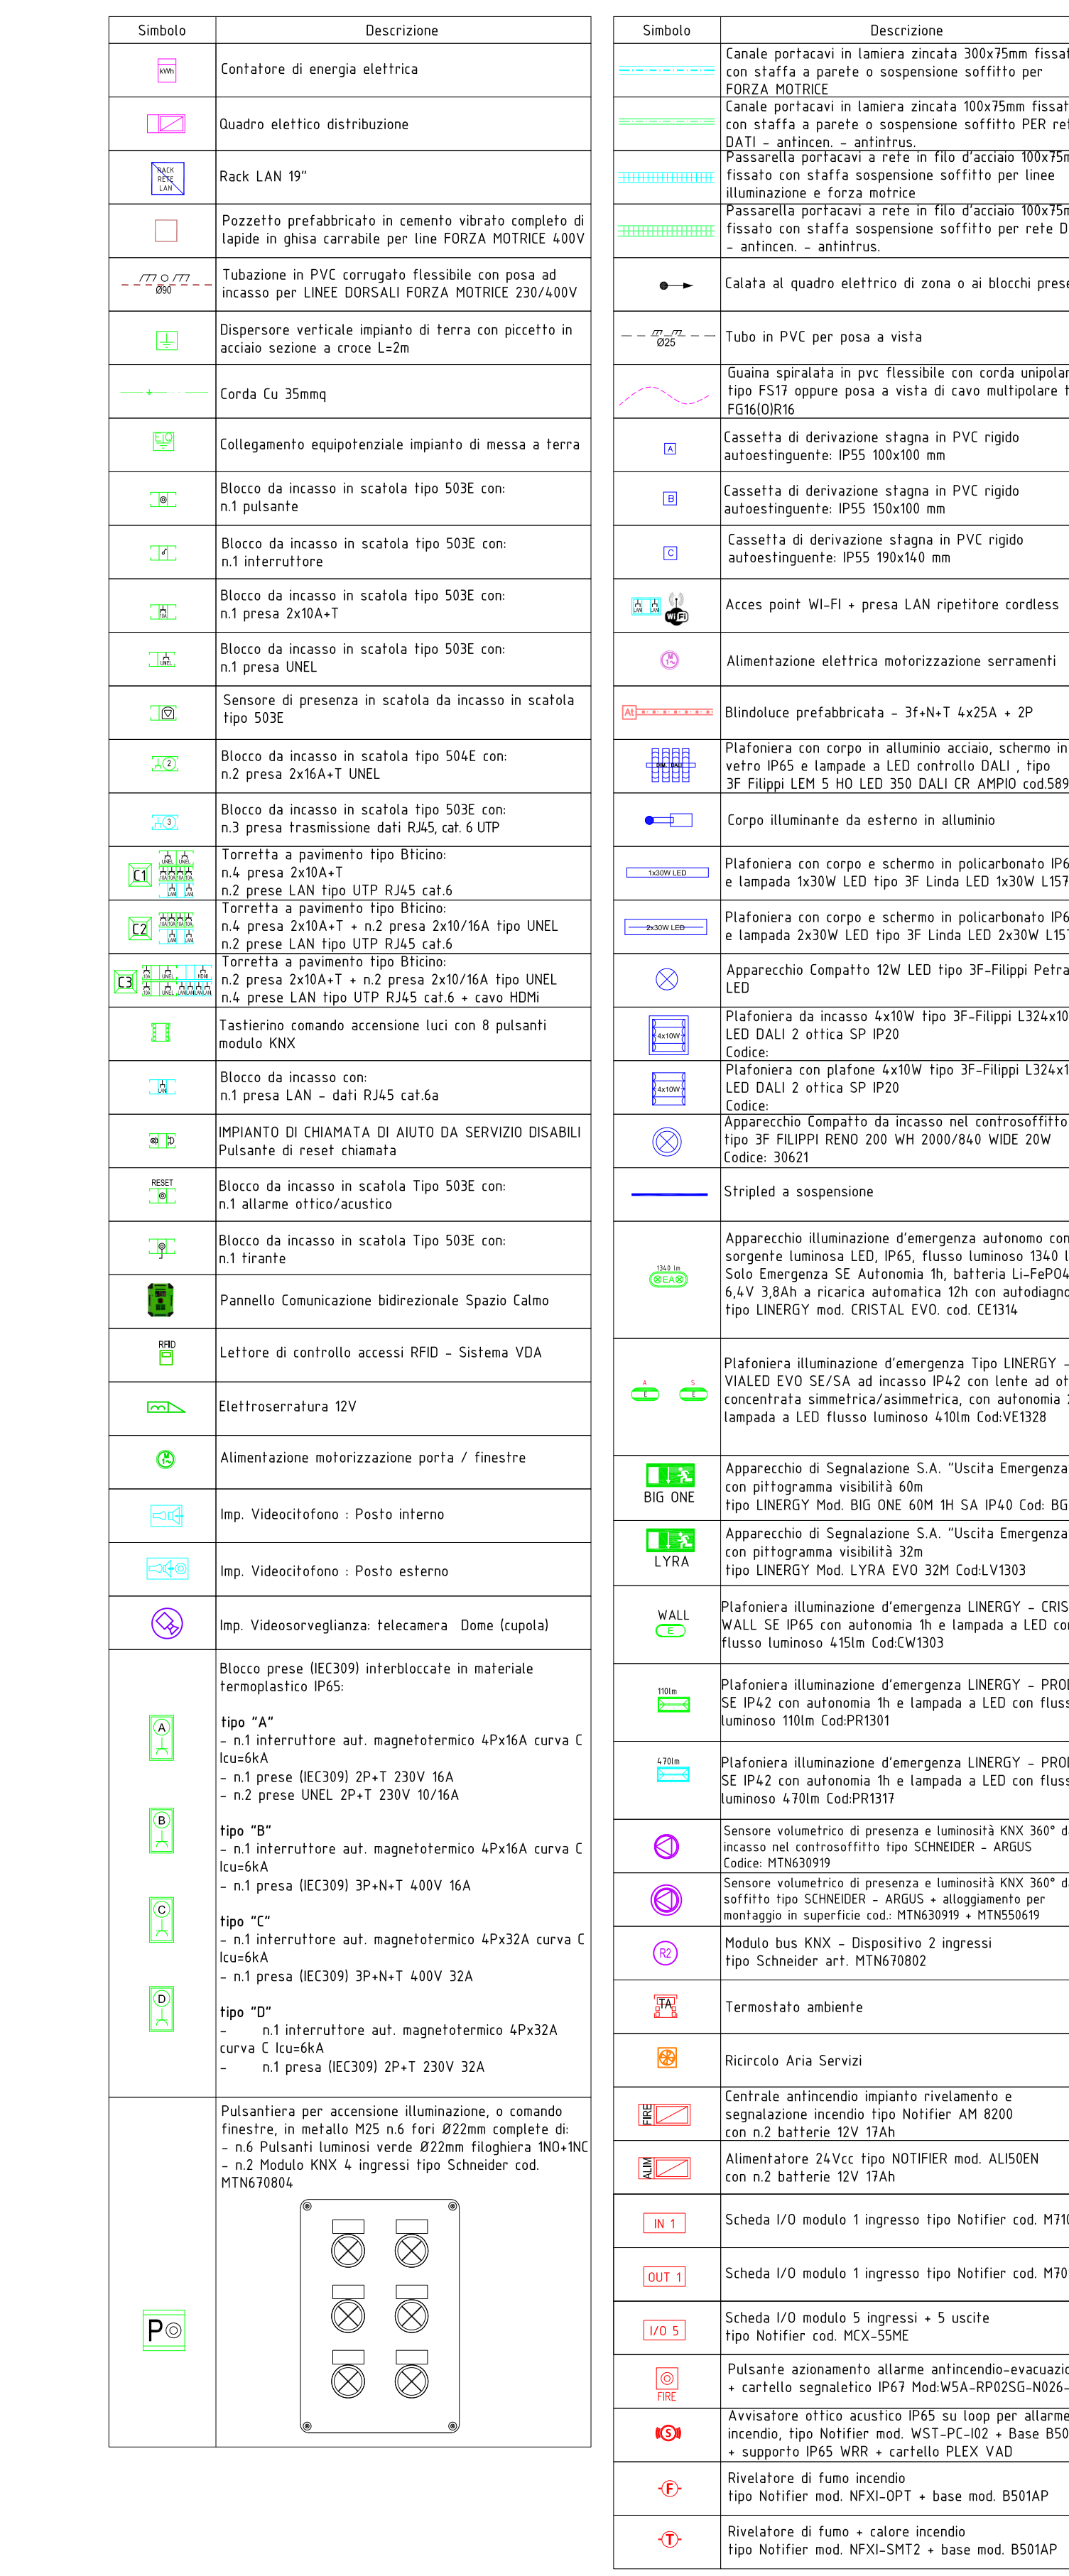 Simbolo Descrizione
kWh
Contatore di energia elettrica
Quadro elettico distribuzione
RACK
RETE
LAN
Rack LAN 19"
Pozzetto prefabbricato in cemento vibrato completo di
lapide in ghisa carrabile per line FORZA MOTRICE 400V
Ø90
Tubazione in PVC corrugato flessibile con posa ad
incasso per LINEE DORSALI FORZA MOTRICE 230/400V
Dispersore verticale impianto di terra con piccetto in
acciaio sezione a croce L=2m
Corda Cu 35mmq
EQ
Collegamento equipotenziale impianto di messa a terra
Blocco da incasso in scatola tipo 503E con:
n.1 pulsante
Blocco da incasso in scatola tipo 503E con:
n.1 interruttore
10A
Blocco da incasso in scatola tipo 503E con:
n.1 presa 2x10A+T
UNEL
Blocco da incasso in scatola tipo 503E con:
n.1 presa UNEL
Sensore di presenza in scatola da incasso in scatola
tipo 503E
2
Blocco da incasso in scatola tipo 504E con:
n.2 presa 2x16A+T UNEL
3
Blocco da incasso in scatola tipo 503E con:
n.3 presa trasmissione dati RJ45, cat. 6 UTP
C1 UNEL UNEL
10A 10A 10A 10A
LAN LAN
Torretta a pavimento tipo Bticino:
n.4 presa 2x10A+T
n.2 prese LAN tipo UTP RJ45 cat.6
C2
LAN LAN
Torretta a pavimento tipo Bticino:
n.4 presa 2x10A+T + n.2 presa 2x10/16A tipo UNEL
n.2 prese LAN tipo UTP RJ45 cat.6
C3 10A UNEL HDMI
10A UNEL LAN LAN LAN LAN
Torretta a pavimento tipo Bticino:
n.2 presa 2x10A+T + n.2 presa 2x10/16A tipo UNEL
n.4 prese LAN tipo UTP RJ45 cat.6 + cavo HDMi
Tastierino comando accensione luci con 8 pulsanti
modulo KNX
LAN
Blocco da incasso con:
n.1 presa LAN - dati RJ45 cat.6a
IMPIANTO DI CHIAMATA DI AIUTO DA SERVIZIO DISABILI
Pulsante di reset chiamata
RESET
Blocco da incasso in scatola Tipo 503E con:
n.1 allarme ottico/acustico
Blocco da incasso in scatola Tipo 503E con:
n.1 tirante
Pannello Comunicazione bidirezionale Spazio Calmo
RFID
Lettore di controllo accessi RFID - Sistema VDA
Elettroserratura 12V
Alimentazione motorizzazione porta / finestre
Imp. Videocitofono : Posto interno
Imp. Videocitofono : Posto esterno
Imp. Videosorveglianza: telecamera Dome (cupola)
Blocco prese (IEC309) interbloccate in materiale
termoplastico IP65:
A
tipo "A"
- n.1 interruttore aut. magnetotermico 4Px16A curva C
Icu=6kA
- n.1 prese (IEC309) 2P+T 230V 16A
- n.2 prese UNEL 2P+T 230V 10/16A
B
tipo "B"
- n.1 interruttore aut. magnetotermico 4Px16A curva C
Icu=6kA
- n.1 presa (IEC309) 3P+N+T 400V 16A
C
tipo "C"
- n.1 interruttore aut. magnetotermico 4Px32A curva C
Icu=6kA
- n.1 presa (IEC309) 3P+N+T 400V 32A
D
tipo "D"
- n.1 interruttore aut. magnetotermico 4Px32A
curva C Icu=6kA
- n.1 presa (IEC309) 2P+T 230V 32A
Pulsantiera per accensione illuminazione, o comando
finestre, in metallo M25 n.6 fori Ø22mm complete di:
- n.6 Pulsanti luminosi verde Ø22mm filoghiera 1NO+1NC
- n.2 Modulo KNX 4 ingressi tipo Schneider cod.
MTN670804
P
Simbolo Descrizione
Canale portacavi in lamiera zincata 300x75mm fissat
con staffa a parete o sospensione soffitto per
FORZA MOTRICE
Canale portacavi in lamiera zincata 100x75mm fissat
con staffa a parete o sospensione soffitto PER ret
DATI - antincen. - antintrus.
Passarella portacavi a rete in filo d'acciaio 100x75m
fissato con staffa sospensione soffitto per linee
illuminazione e forza motrice
Passarella portacavi a rete in filo d'acciaio 100x75m
fissato con staffa sospensione soffitto per rete D
- antincen. - antintrus.
Calata al quadro elettrico di zona o ai blocchi prese
Ø25
Tubo in PVC per posa a vista
Guaina spiralata in pvc flessibile con corda unipolar
tipo FS17 oppure posa a vista di cavo multipolare t
FG16(O)R16
A
Cassetta di derivazione stagna in PVC rigido
autoestinguente: IP55 100x100 mm
B
Cassetta di derivazione stagna in PVC rigido
autoestinguente: IP55 150x100 mm
C
Cassetta di derivazione stagna in PVC rigido
autoestinguente: IP55 190x140 mm
LAN LAN Wi Fi
Acces point WI-FI + presa LAN ripetitore cordless
M
Alimentazione elettrica motorizzazione serramenti
At
Blindoluce prefabbricata - 3f+N+T 4x25A + 2P
DIM. DALI
Plafoniera con corpo in alluminio acciaio, schermo in
vetro IP65 e lampade a LED controllo DALI , tipo
3F Filippi LEM 5 HO LED 350 DALI CR AMPIO cod.589
Corpo illuminante da esterno in alluminio
1x30W LED
Plafoniera con corpo e schermo in policarbonato IP6
e lampada 1x30W LED tipo 3F Linda LED 1x30W L157
2x30W LED
Plafoniera con corpo e schermo in policarbonato IP6
e lampada 2x30W LED tipo 3F Linda LED 2x30W L157
Apparecchio Compatto 12W LED tipo 3F-Filippi Petra
LED
4x10W
Plafoniera da incasso 4x10W tipo 3F-Filippi L324x10
LED DALI 2 ottica SP IP20
Codice:
4x10W
Plafoniera con plafone 4x10W tipo 3F-Filippi L324x1
LED DALI 2 ottica SP IP20
Codice:
Apparecchio Compatto da incasso nel controsoffitto
tipo 3F FILIPPI RENO 200 WH 2000/840 WIDE 20W
Codice: 30621
Stripled a sospensione
1340 lm
EA
Apparecchio illuminazione d'emergenza autonomo con
sorgente luminosa LED, IP65, flusso luminoso 1340 l
Solo Emergenza SE Autonomia 1h, batteria Li-FePO4
6,4V 3,8Ah a ricarica automatica 12h con autodiagno
tipo LINERGY mod. CRISTAL EVO. cod. CE1314
A S
E E
Plafoniera illuminazione d'emergenza Tipo LINERGY -
VIALED EVO SE/SA ad incasso IP42 con lente ad ot
concentrata simmetrica/asimmetrica, con autonomia
lampada a LED flusso luminoso 410lm Cod:VE1328
BIG ONE
Apparecchio di Segnalazione S.A. "Uscita Emergenza
con pittogramma visibilità 60m
tipo LINERGY Mod. BIG ONE 60M 1H SA IP40 Cod: BG
LYRA
Apparecchio di Segnalazione S.A. "Uscita Emergenza
con pittogramma visibilità 32m
tipo LINERGY Mod. LYRA EVO 32M Cod:LV1303
WALL
E
Plafoniera illuminazione d'emergenza LINERGY - CRIS
WALL SE IP65 con autonomia 1h e lampada a LED co
flusso luminoso 415lm Cod:CW1303
110lm
Plafoniera illuminazione d'emergenza LINERGY - PROD
SE IP42 con autonomia 1h e lampada a LED con fluss
luminoso 110lm Cod:PR1301
470lm
Plafoniera illuminazione d'emergenza LINERGY - PROD
SE IP42 con autonomia 1h e lampada a LED con fluss
luminoso 470lm Cod:PR1317
Sensore volumetrico di presenza e luminosità KNX 360° d
incasso nel controsoffitto tipo SCHNEIDER - ARGUS
Codice: MTN630919
Sensore volumetrico di presenza e luminosità KNX 360° d
soffitto tipo SCHNEIDER - ARGUS + alloggiamento per
montaggio in superficie cod.: MTN630919 + MTN550619
R2
Modulo bus KNX - Dispositivo 2 ingressi
tipo Schneider art. MTN670802
TA
Termostato ambiente
Ricircolo Aria Servizi
FIRE
Centrale antincendio impianto rivelamento e
segnalazione incendio tipo Notifier AM 8200
con n.2 batterie 12V 17Ah
ALIM
Alimentatore 24Vcc tipo NOTIFIER mod. ALI50EN
con n.2 batterie 12V 17Ah
IN 1
Scheda I/O modulo 1 ingresso tipo Notifier cod. M710
OUT 1
Scheda I/O modulo 1 ingresso tipo Notifier cod. M70
I/O 5
Scheda I/O modulo 5 ingressi + 5 uscite
tipo Notifier cod. MCX-55ME
FIRE
Pulsante azionamento allarme antincendio-evacuazio
+ cartello segnaletico IP67 Mod:W5A-RP02SG-N026-
S
Avvisatore ottico acustico IP65 su loop per allarme
incendio, tipo Notifier mod. WST-PC-I02 + Base B50
+ supporto IP65 WRR + cartello PLEX VAD
F
Rivelatore di fumo incendio
tipo Notifier mod. NFXI-OPT + base mod. B501AP
T
Rivelatore di fumo + calore incendio
tipo Notifier mod. NFXI-SMT2 + base mod. B501AP